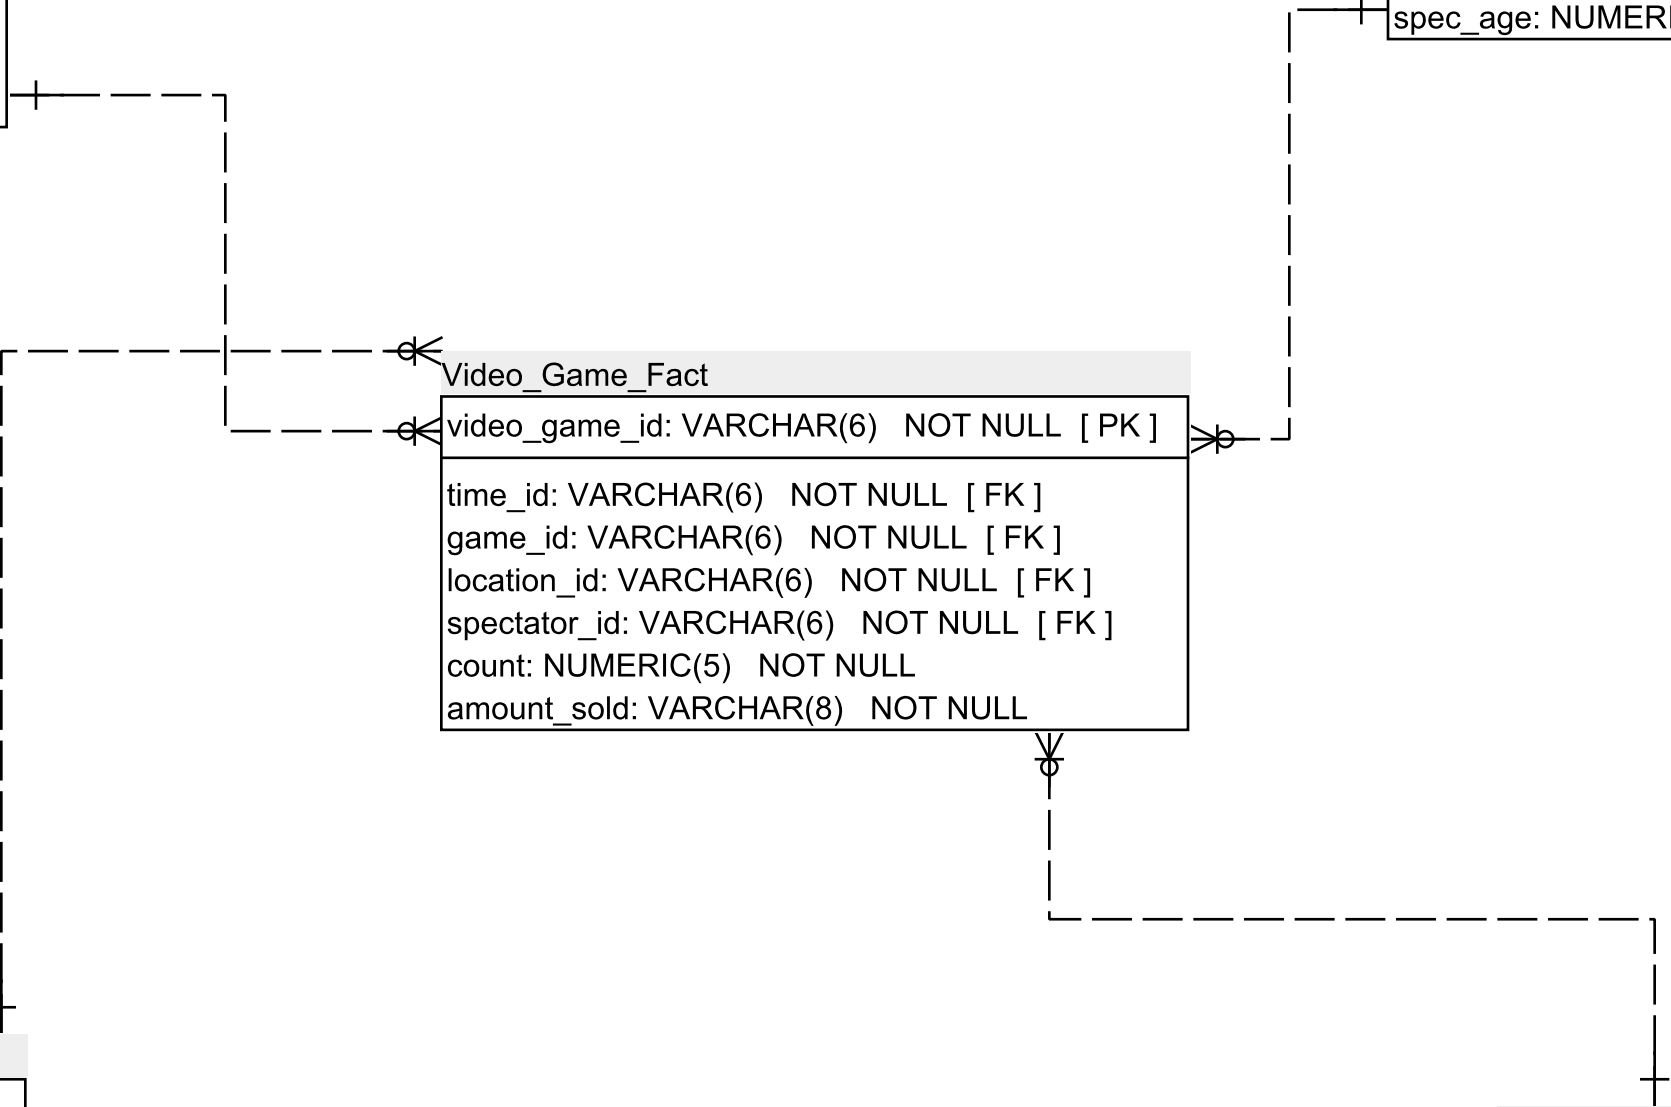 spec_age: NUMERI
Video_Game_Fact
video_game_id: VARCHAR(6) NOT NULL [ PK ]
time_id: VARCHAR(6) NOT NULL [ FK ]
game_id: VARCHAR(6) NOT NULL [ FK ]
location_id: VARCHAR(6) NOT NULL [ FK ]
spectator_id: VARCHAR(6) NOT NULL [ FK ]
count: NUMERIC(5) NOT NULL
amount_sold: VARCHAR(8) NOT NULL